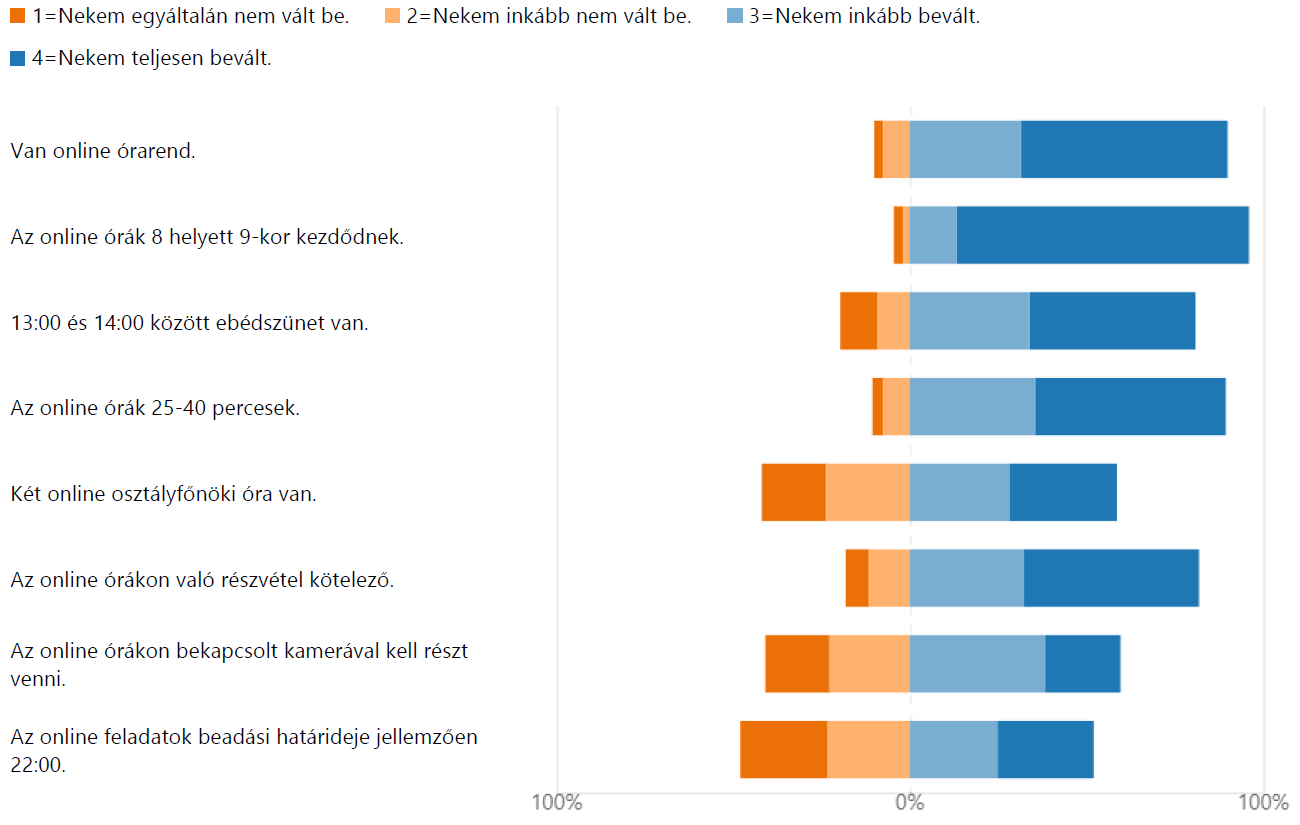 1=Nekem egyáltalán nem vált be. 2=Nekem inkább nem vált be. 3=Nekem inkább bevált.
4=Nekem teljesen bevált.
Van online órarend.
Az online órák 8 helyett 9-kor kezdődnek.
13:00 és 14:00 között ebédszünet van.
Az online órák 25-40 percesek.
Két online osztályfőnöki óra van.
Az online órákon való részvétel kötelező.
Az online órákon bekapcsolt kamerával kell részt
venni.
Az online feladatok beadási határideje jellemzően
22:00.
100% 0% 100%